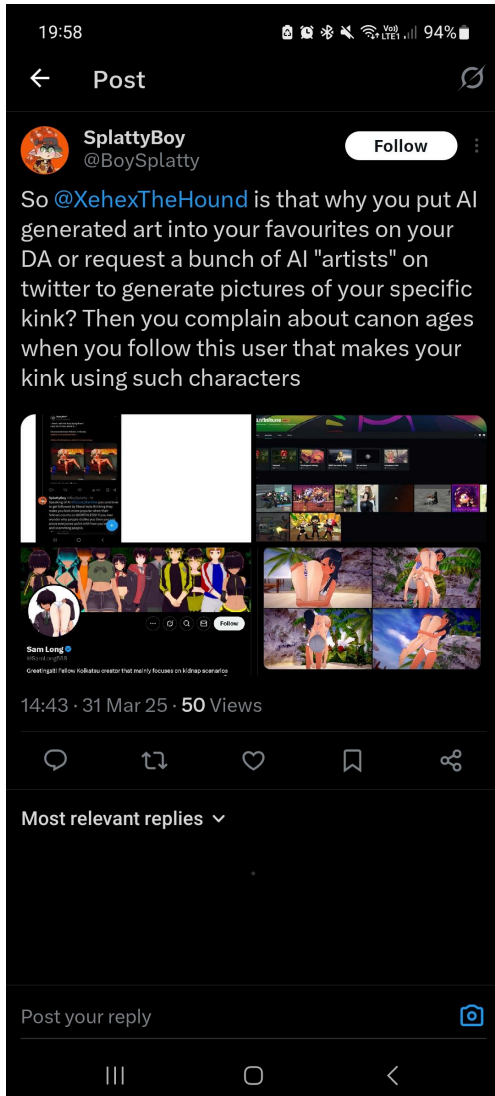 19:58
Vo))
LTE1
94%
Post
SplattyBoy
@BoySplatty
Follow
So @XehexTheHound is that why you put AI
generated art into your favourites on your
DA or request a bunch of AI "artists" on
twitter to generate pictures of your specific
kink? Then you complain about canon ages
when you follow this user that makes your
kink using such characters
Follow
Sam Long
@SamLong558
Greetings!! Fellow Koikatsu creator that mainly focuses on kidnap scenarios
14:43 · 31 Mar 25 · 50 Views
Most relevant replies
Post your reply